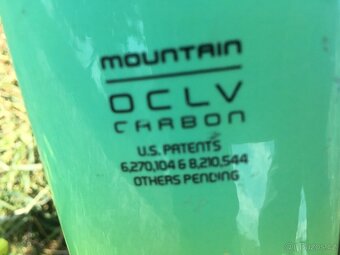 MOUNTAIN
OCLV
CARBON
U.S. PATENTS
6,270,104 & 8,210,544
OTHERS PENDING